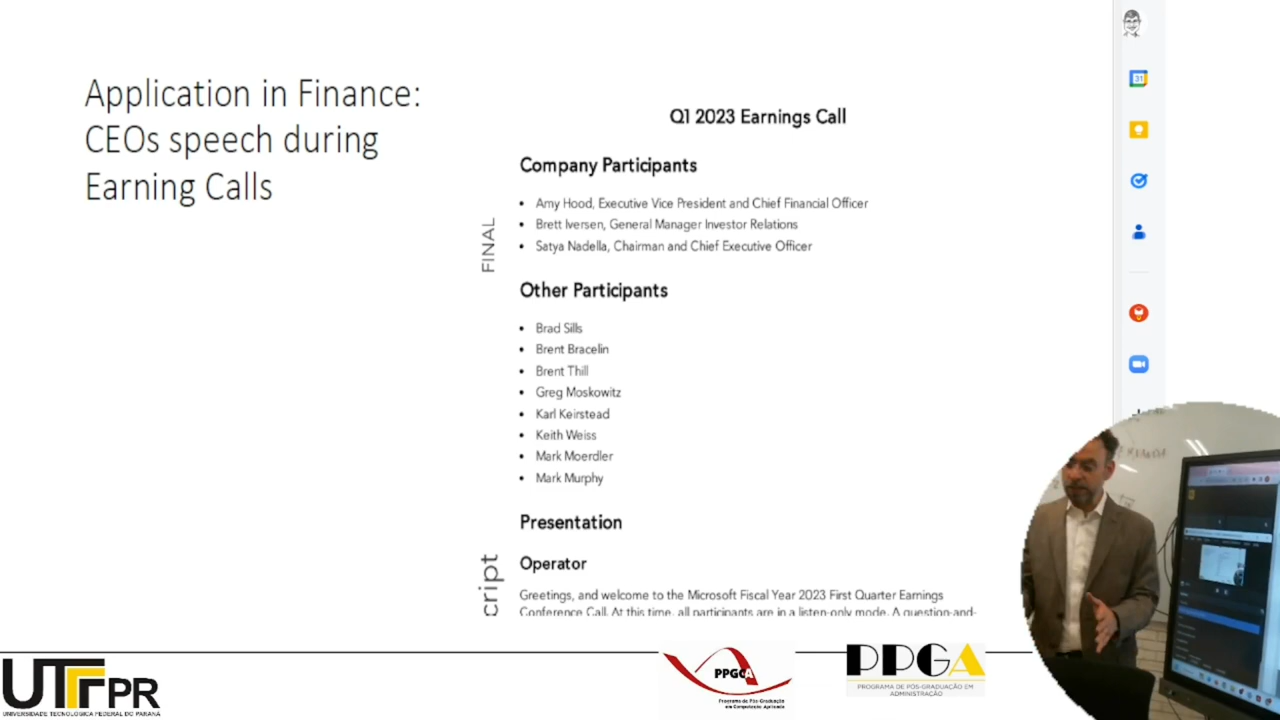 Application in Finance:
CEOs speech during
Earning Calls
Q1 2023 Earnings Call
Company Participants
• Amy Hood, Executive Vice President and Chief Financial Officer
• Brett Iversen, General Manager Investor Relations
• Satya Nadella, Chairman and Chief Executive Officer
FINAL
Other Participants
• Brad Sills
• Brent Bracelin
• Brent Thill
• Greg Moskowitz
• Karl Keirstead
• Keith Weiss
• Mark Moerdler
• Mark Murphy
Presentation
Operator
cript
Greetings, and welcome to the Microsoft Fiscal Year 2023 First Quarter Earnings
Conference Call. At this time, all participants are in a listen-only mode. A question-and-
31
UTFPR
UNIVERSIDADE TECNOLÓGICA FEDERAL DO PARANÁ
PPGCA
Programa de Pós-Graduação
em Computação Aplicada
PPGA
PROGRAMA DE PÓS-GRADUAÇÃO EM
ADMINISTRAÇÃO